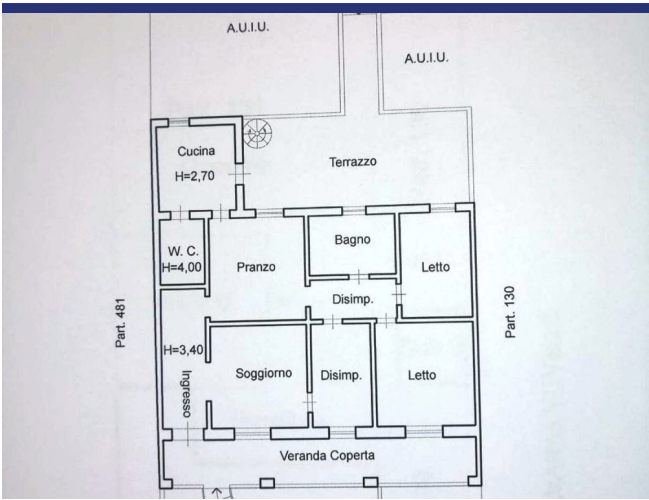 A.U.I.U.
A.U.I.U.
Cucina
H=2,70
Terrazzo
W. C.
H=4,00
Pranzo
Bagno
Letto
Disimp.
Part. 481
Part. 130
H=3,40
Ingresso
Soggiorno
Disimp.
Letto
Veranda Coperta